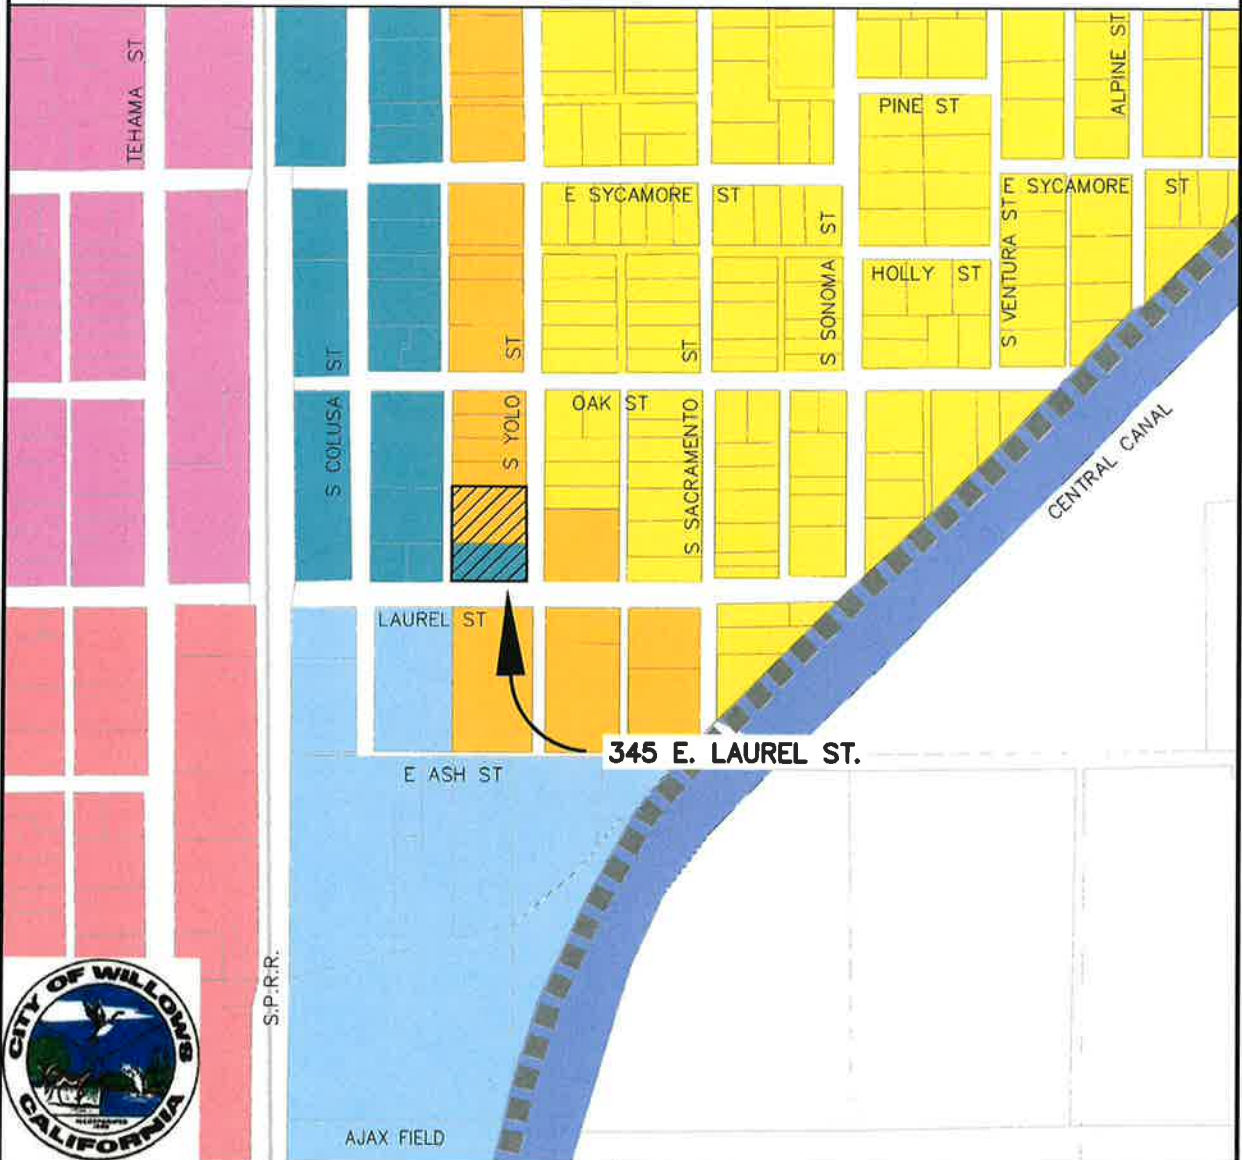 TEHAMA ST
PINE ST
ALPINE ST
E SYCAMORE ST
E SYCAMORE ST
S SONOMA ST
S VENTURA ST
HOLLY ST
S COLUSA ST
S YOLO ST
OAK ST
S SACRAMENTO ST
CENTRAL CANAL
LAUREL ST
345 E. LAUREL ST.
E ASH ST
S.P.R.R.
CITY OF WILLOWS
CALIFORNIA
AJAX FIELD